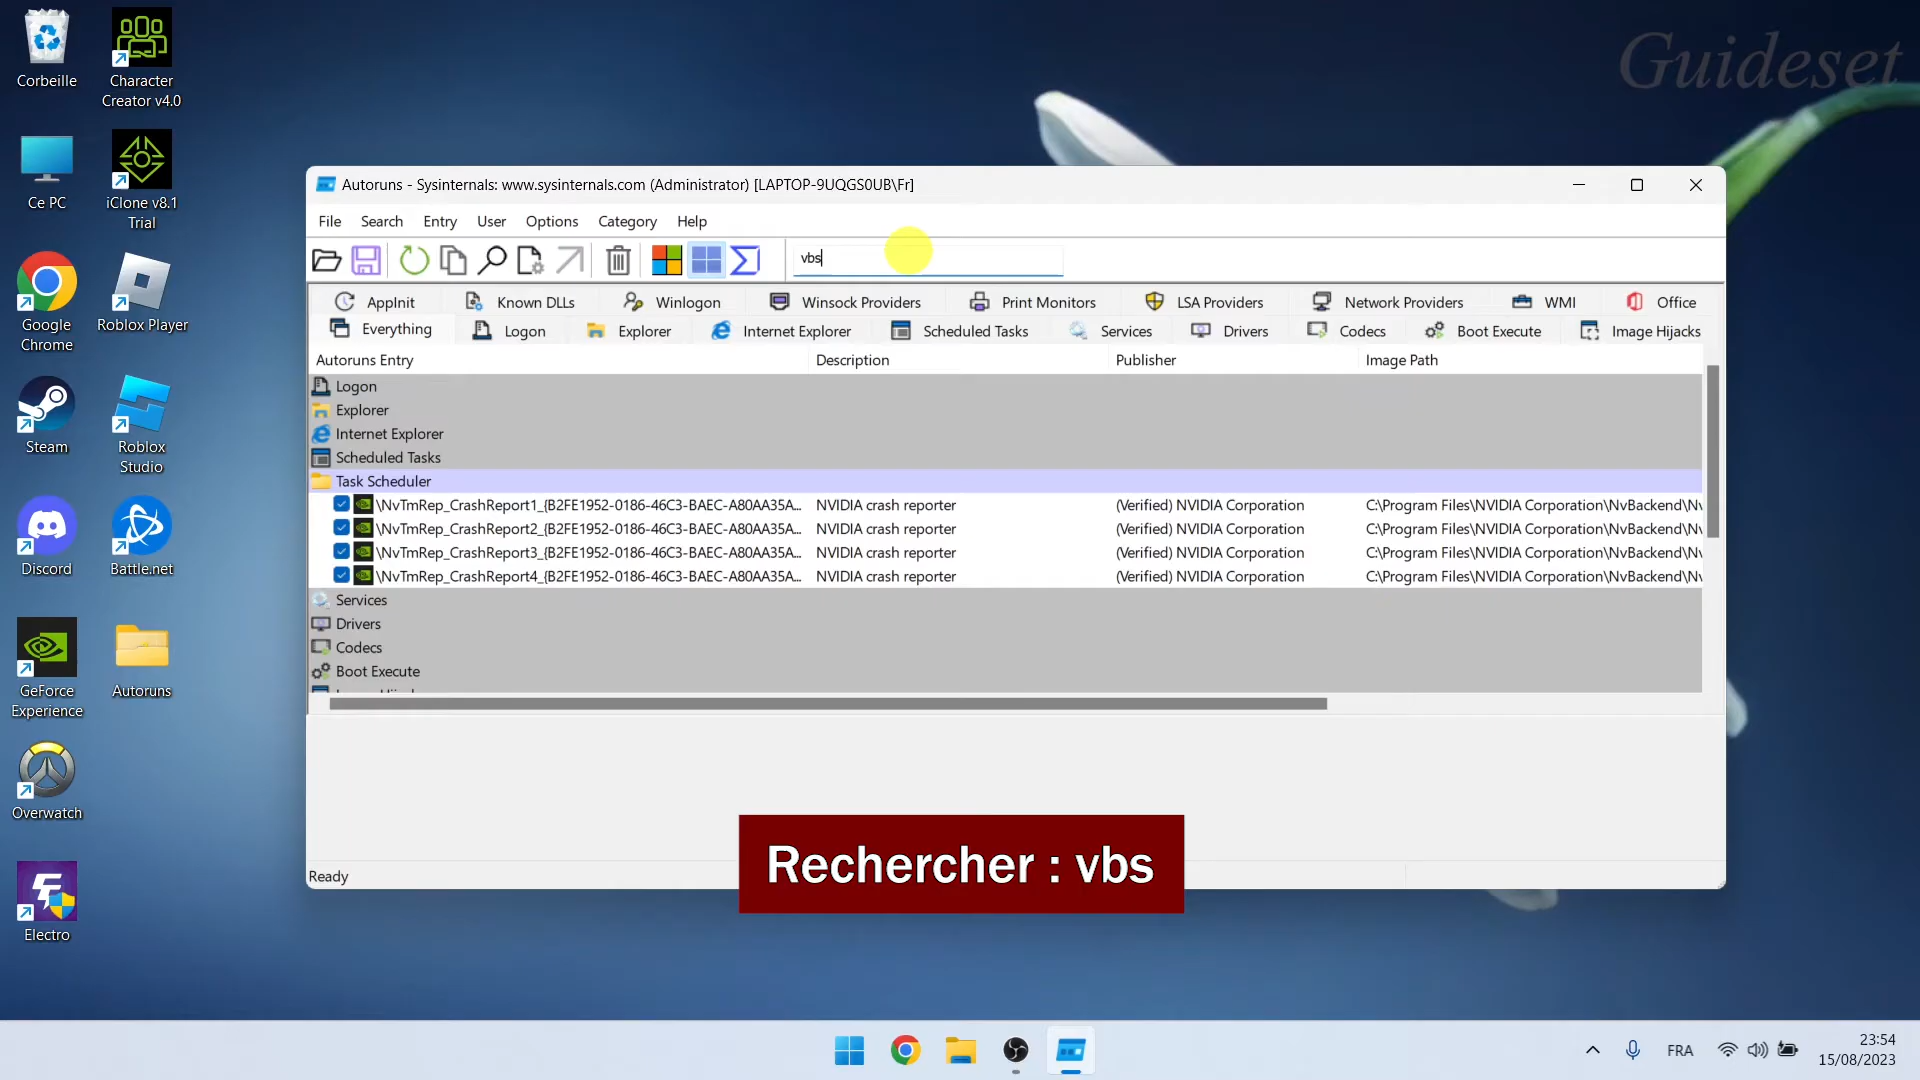 Guideset
Corbeille
Character
Creator v4.0
Ce PC
iClone v8.1
Trial
Google
Chrome
Roblox Player
Steam
Roblox
Studio
Discord
Battle.net
GeForce
Experience
Autoruns
Overwatch
Electro
Autoruns - Sysinternals: www.sysinternals.com (Administrator) [LAPTOP-9UQGS0UB\Fr]
File Search Entry User Options Category Help
vbs
AppInit Known DLLs Winlogon Winsock Providers Print Monitors LSA Providers Network Providers WMI Office
Everything Logon Explorer Internet Explorer Scheduled Tasks Services Drivers Codecs Boot Execute Image Hijacks
Autoruns Entry Description Publisher Image Path
Logon
Explorer
Internet Explorer
Scheduled Tasks
Task Scheduler
\NvTmRep_CrashReport1_{B2FE1952-0186-46C3-BAEC-A80AA35A... NVIDIA crash reporter (Verified) NVIDIA Corporation C:\Program Files\NVIDIA Corporation\NvBackend\Nv
\NvTmRep_CrashReport2_{B2FE1952-0186-46C3-BAEC-A80AA35A... NVIDIA crash reporter (Verified) NVIDIA Corporation C:\Program Files\NVIDIA Corporation\NvBackend\Nv
\NvTmRep_CrashReport3_{B2FE1952-0186-46C3-BAEC-A80AA35A... NVIDIA crash reporter (Verified) NVIDIA Corporation C:\Program Files\NVIDIA Corporation\NvBackend\Nv
\NvTmRep_CrashReport4_{B2FE1952-0186-46C3-BAEC-A80AA35A... NVIDIA crash reporter (Verified) NVIDIA Corporation C:\Program Files\NVIDIA Corporation\NvBackend\Nv
Services
Drivers
Codecs
Boot Execute
Rechercher : vbs
Ready
FRA
23:54
15/08/2023